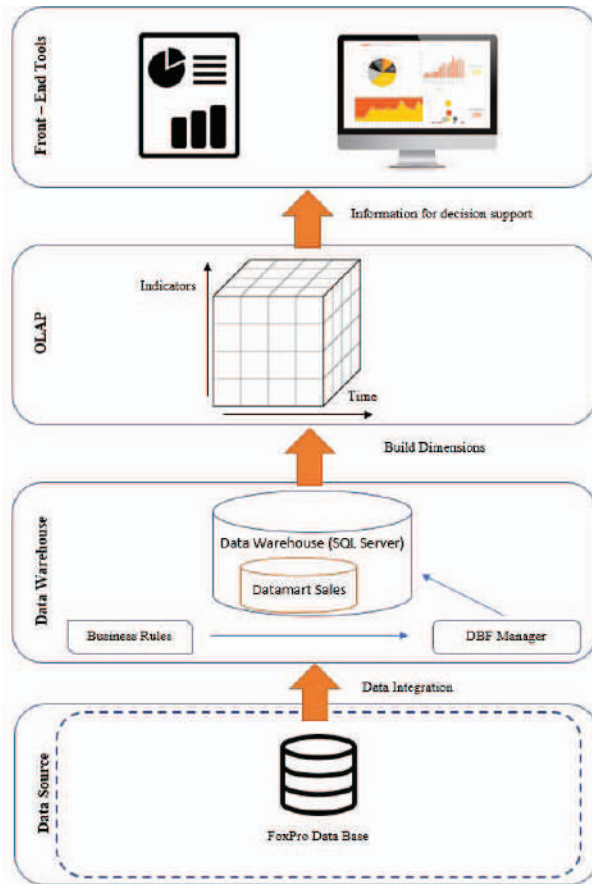 Front – End Tools
Information for decision support
OLAP
Indicators
Time
Build Dimensions
Data Warehouse
Data Warehouse (SQL Server)
Datamart Sales
Business Rules
DBF Manager
Data Integration
Data Source
FoxPro Data Base